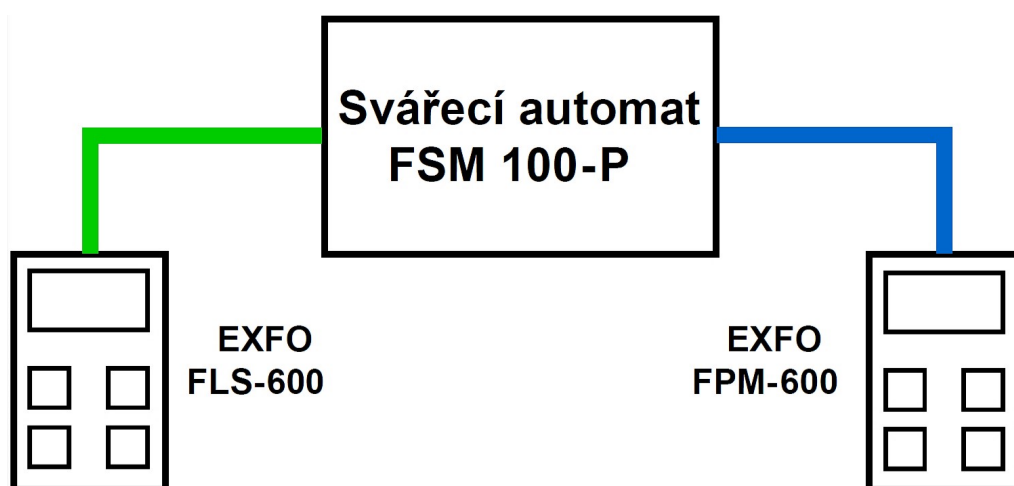 Svářecí automat
FSM 100-P
EXFO
FLS-600
EXFO
FPM-600